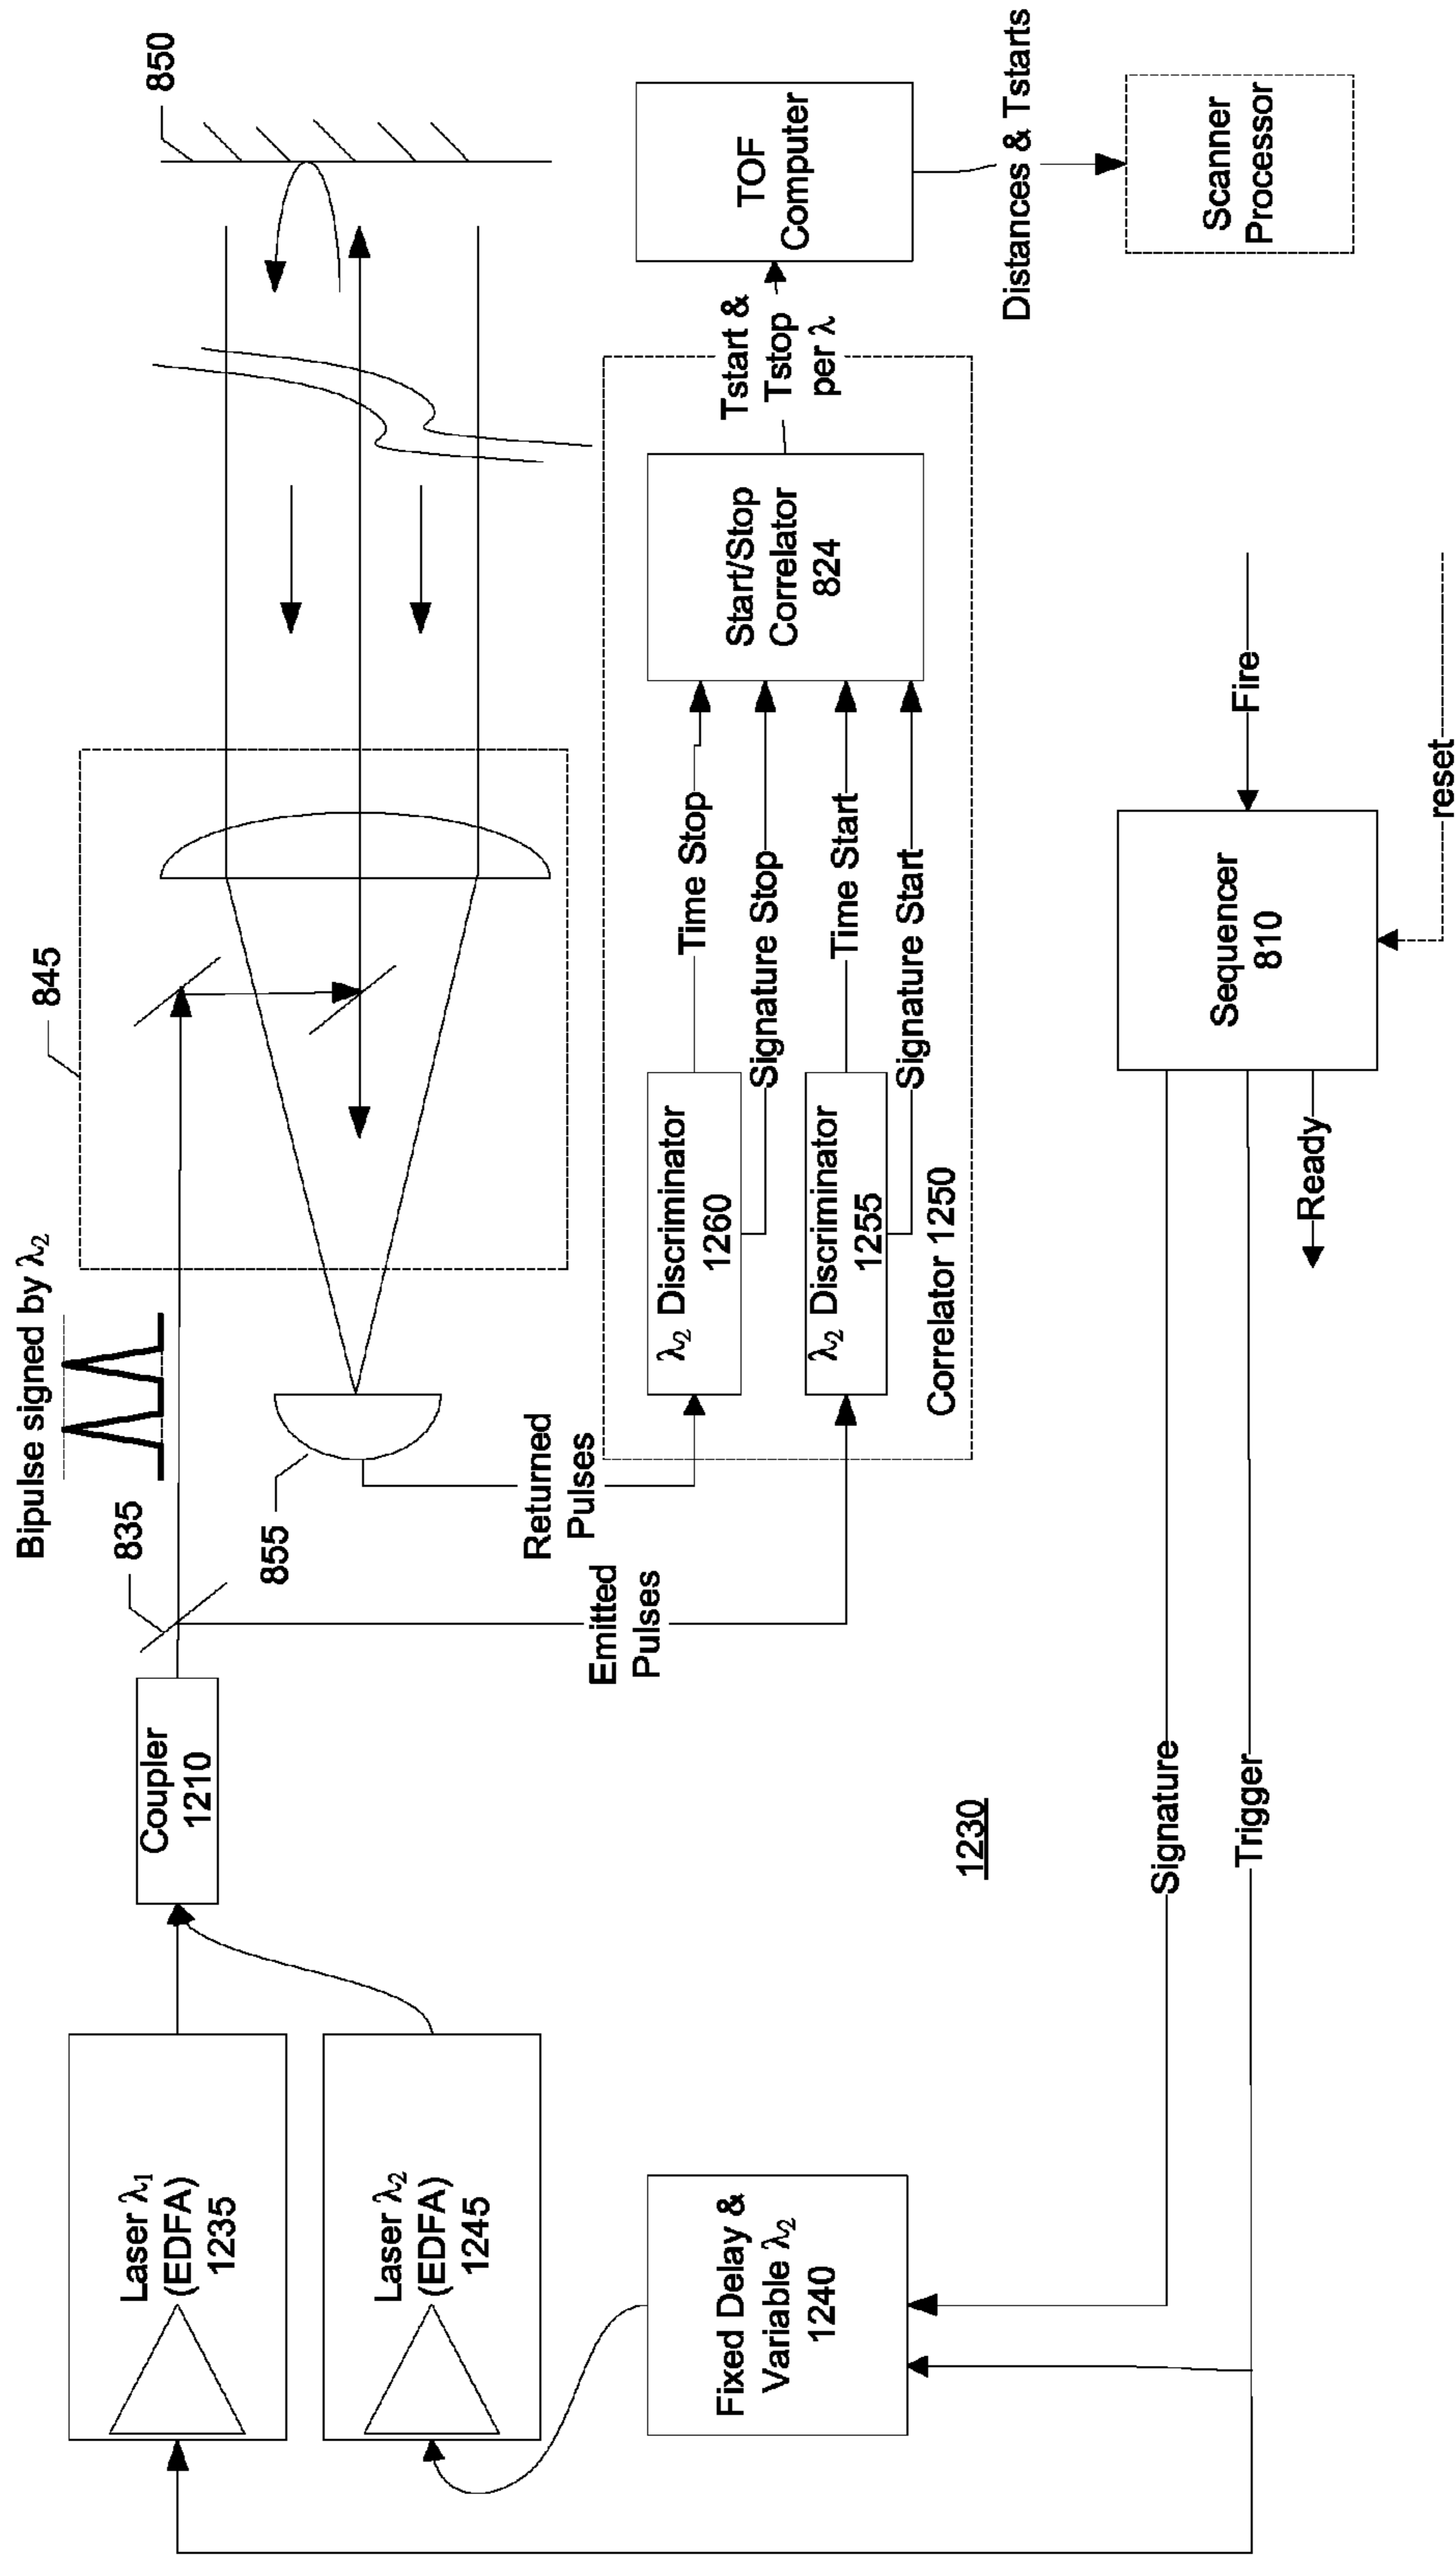 Laser λ1
(EDFA)
1235
Laser λ2
(EDFA)
1245
Fixed Delay &
Variable λ2
1240
Coupler
1210
835
Bipulse signed by λ2
845
850
855
Returned
Pulses
Emitted
Pulses
λ2 Discriminator
1260
λ2 Discriminator
1255
Correlator 1250
Time Stop
Signature Stop
Time Start
Signature Start
Start/Stop
Correlator
824
Tstart &
Tstop
per λ
TOF
Computer
Distances & Tstarts
Scanner
Processor
1230
Signature
Trigger
Ready
Sequencer
810
Fire
reset